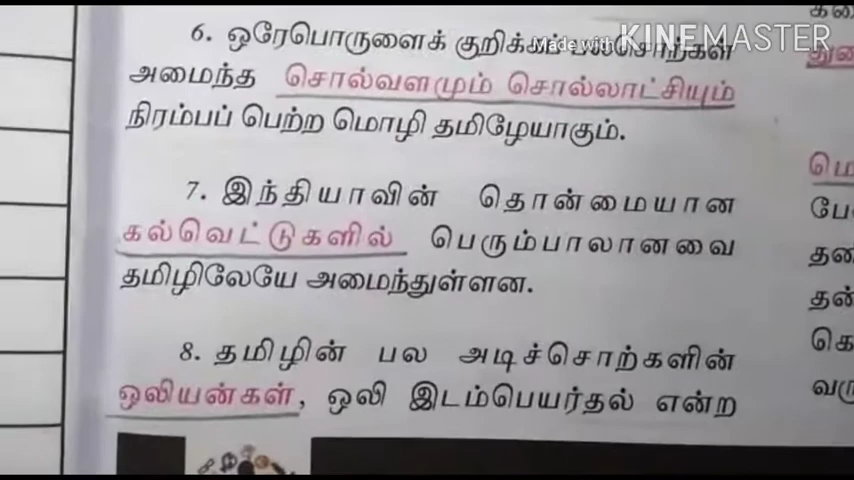 6. ஒரேபொருளைக் குறிக்கப் பலசொற்கள்
Made with KINEMASTER
அமைந்த சொல்வளமும் சொல்லாட்சியும்
நிரம்பப் பெற்ற மொழி தமிழேயாகும்.
7. இந்தியாவின் தொன்மையான
கல்வெட்டுகளில் பெரும்பாலானவை
தமிழிலேயே அமைந்துள்ளன.
8. தமிழின் பல அடிச்சொற்களின்
ஒலியன்கள், ஒலி இடம்பெயர்தல் என்ற